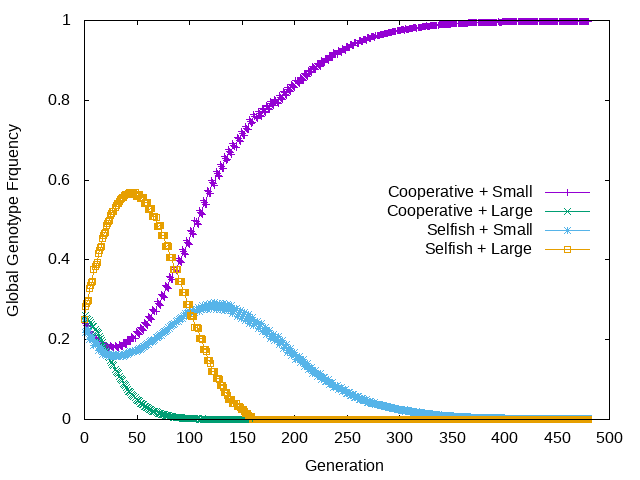 1
0.8
0.6
0.4
0.2
0
0 50 100 150 200 250 300 350 400 450 500
Global Genotype Frquency
Generation
Cooperative + Small
Cooperative + Large
Selfish + Small
Selfish + Large